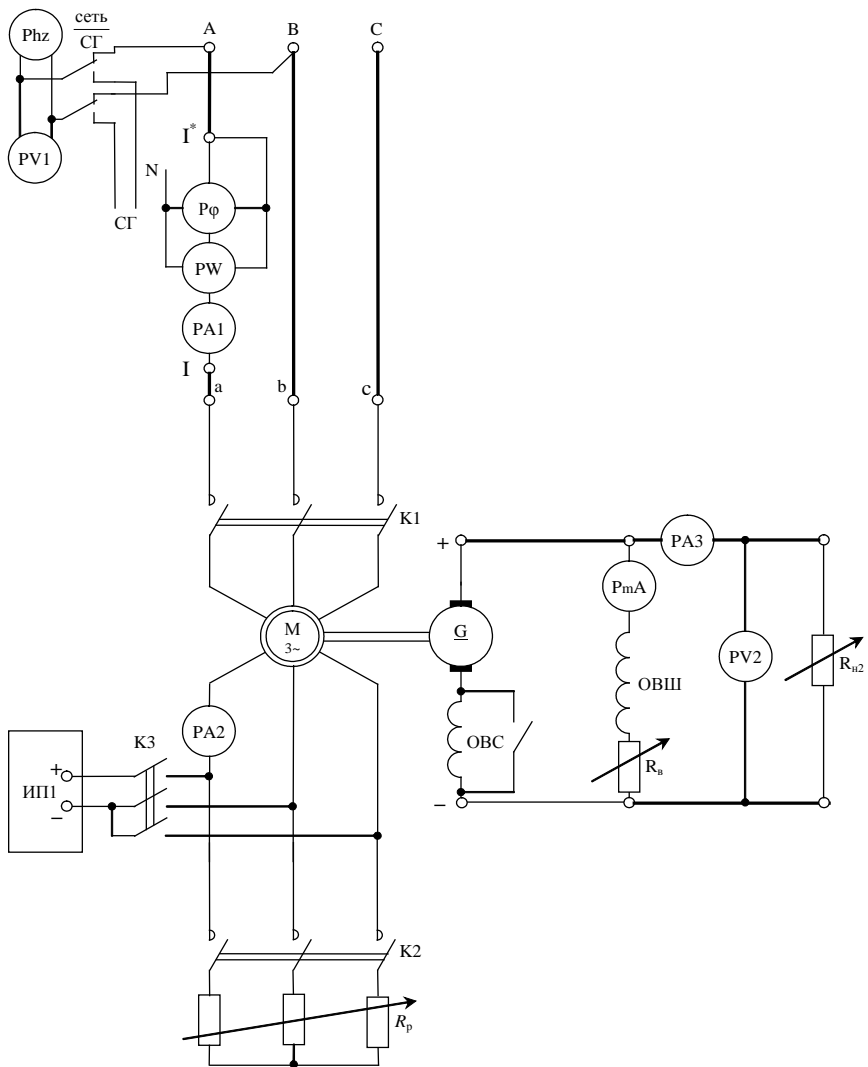 сеть
СГ
Phz
A
B
C
I*
PV1
N
Pφ
СГ
PW
PA1
I
a
b
c
K1
+
PA3
PmA
M
3~
G
PV2
Rн2
ОВШ
PA2
K3
ОВС
Rв
+
ИП1
−
−
K2
Rр